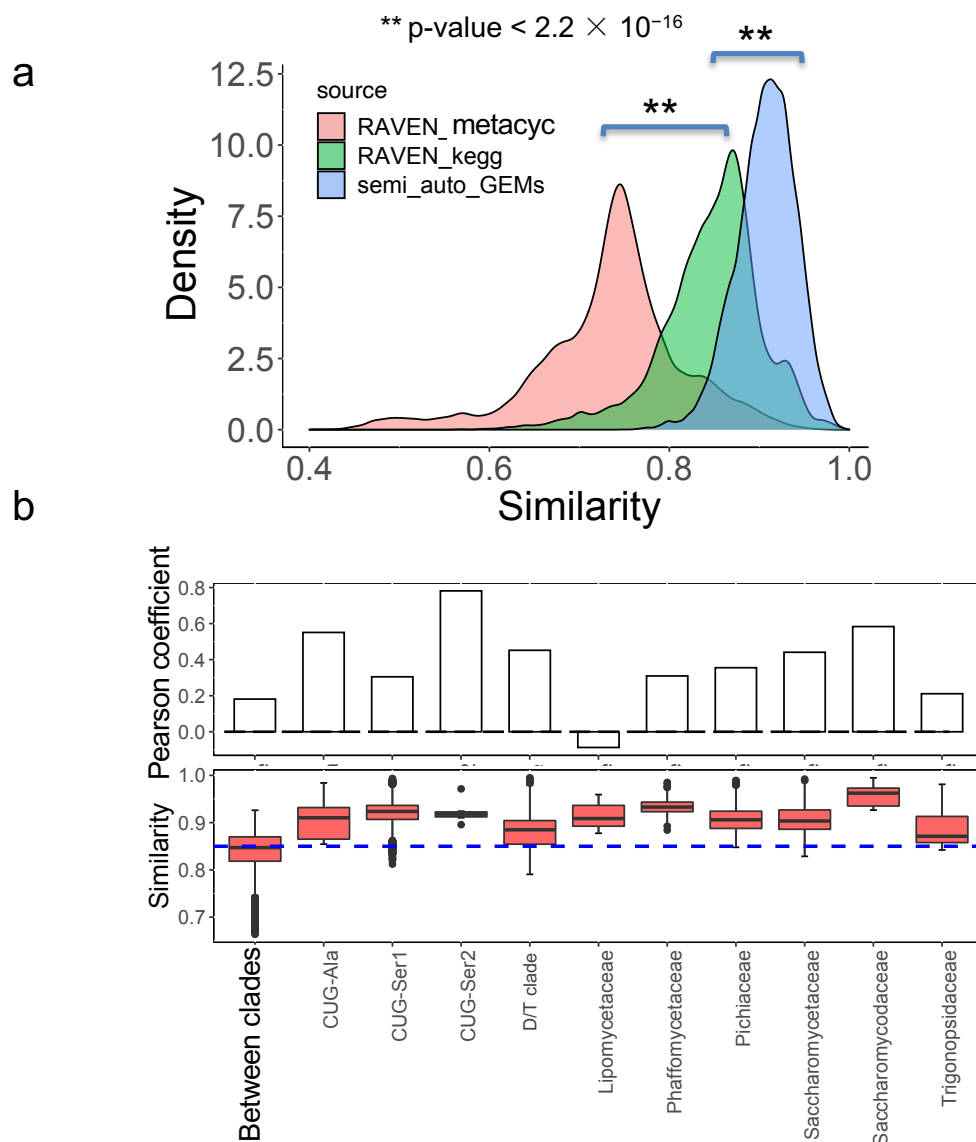 ** p-value < 2.2 × 10⁻¹⁶
a
**
**
source
RAVEN_metacyc
RAVEN_kegg
semi_auto_GEMs
12.5
10.0
7.5
5.0
2.5
0.0
Density
0.4 0.6 0.8 1.0
Similarity
b
Pearson coefficient
0.8
0.6
0.4
0.2
0.0
Similarity
1.0
0.9
0.8
0.7
Between clades
CUG-Ala
CUG-Ser1
CUG-Ser2
D/T clade
Lipomycetaceae
Phaffomycetaceae
Pichiaceae
Saccharomycetaceae
Saccharomycodaceae
Trigonopsidaceae